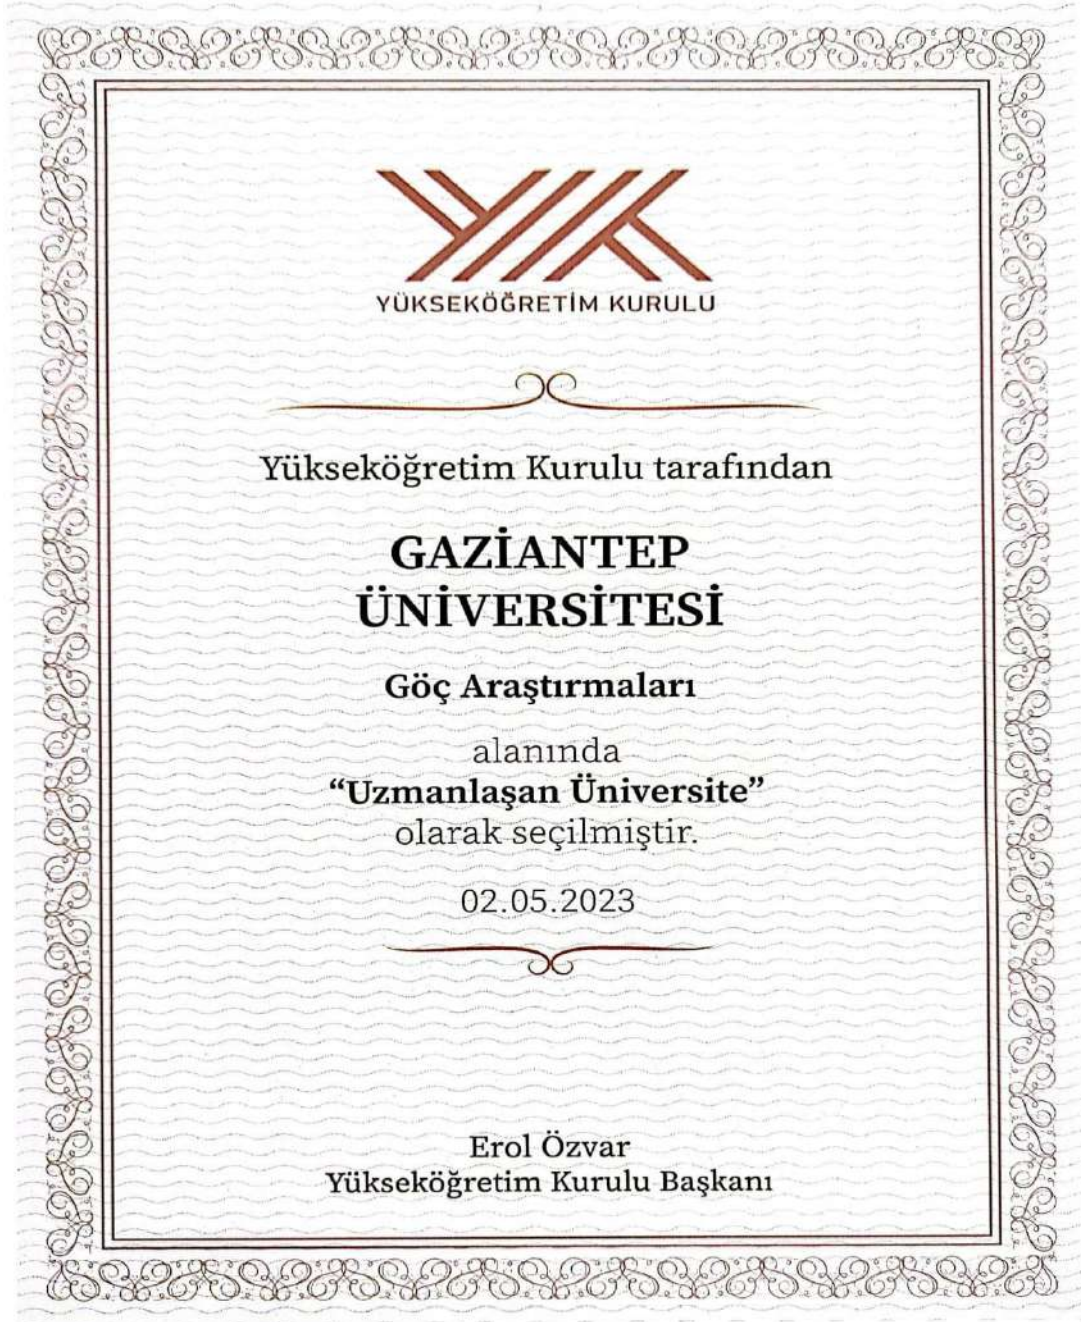 YÜKSEKÖĞRETİM KURULU
Yükseköğretim Kurulu tarafından
GAZİANTEP
ÜNİVERSİTESİ
Göç Araştırmaları
alanında
“Uzmanlaşan Üniversite”
olarak seçilmiştir.
02.05.2023
Erol Özvar
Yükseköğretim Kurulu Başkanı